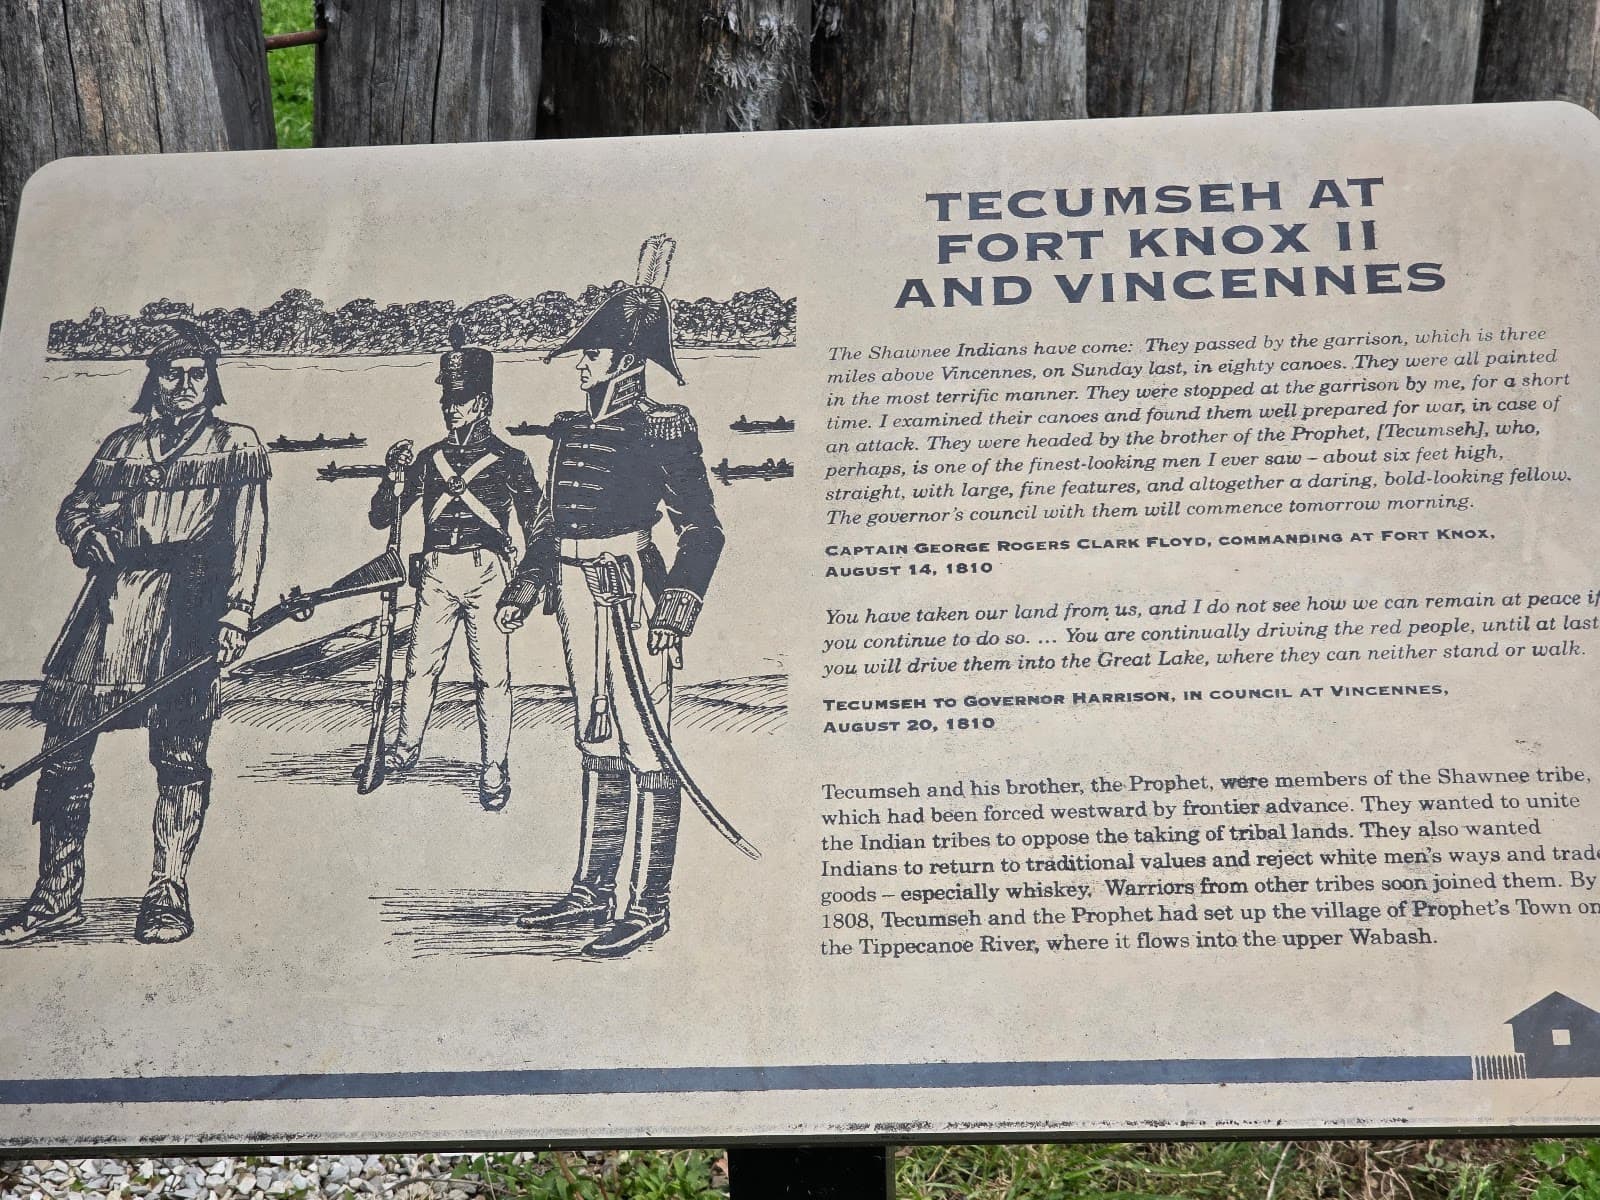 TECUMSEH AT
FORT KNOX II
AND VINCENNES
The Shawnee Indians have come: They passed by the garrison, which is three
miles above Vincennes, on Sunday last, in eighty canoes. They were all painted
in the most terrific manner. They were stopped at the garrison by me, for a short
time. I examined their canoes and found them well prepared for war, in case of
an attack. They were headed by the brother of the Prophet, [Tecumseh], who,
perhaps, is one of the finest-looking men I ever saw – about six feet high,
straight, with large, fine features, and altogether a daring, bold-looking fellow.
The governor's council with them will commence tomorrow morning.
CAPTAIN GEORGE ROGERS CLARK FLOYD, COMMANDING AT FORT KNOX,
AUGUST 14, 1810
You have taken our land from us, and I do not see how we can remain at peace if
you continue to do so. ... You are continually driving the red people, until at last
you will drive them into the Great Lake, where they can neither stand or walk.
TECUMSEH TO GOVERNOR HARRISON, IN COUNCIL AT VINCENNES,
AUGUST 20, 1810
Tecumseh and his brother, the Prophet, were members of the Shawnee tribe,
which had been forced westward by frontier advance. They wanted to unite
the Indian tribes to oppose the taking of tribal lands. They also wanted
Indians to return to traditional values and reject white men's ways and trade
goods – especially whiskey. Warriors from other tribes soon joined them. By
1808, Tecumseh and the Prophet had set up the village of Prophet's Town on
the Tippecanoe River, where it flows into the upper Wabash.